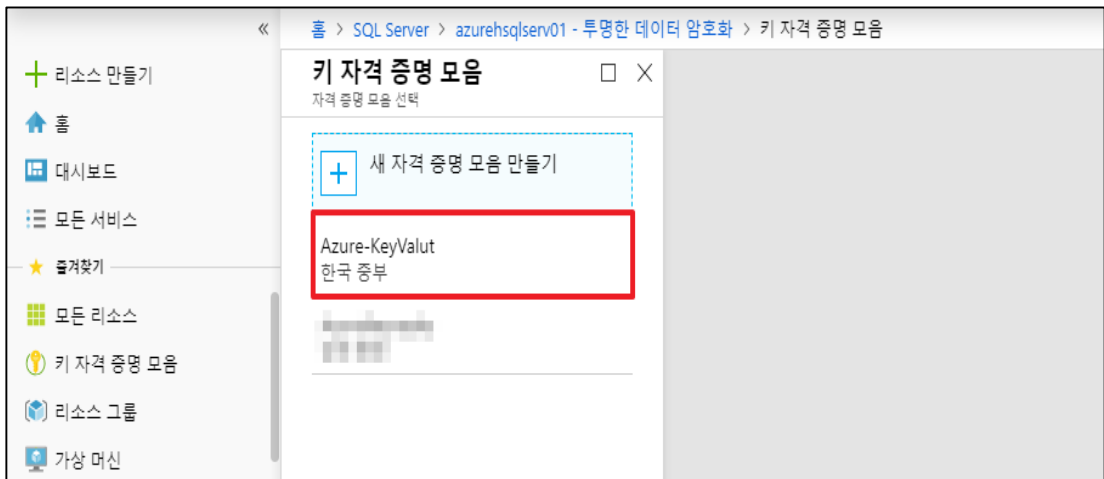 «
홈 > SQL Server > azurehsqlserv01 - 투명한 데이터 암호화 > 키 자격 증명 모음
리소스 만들기
홈
대시보드
모든 서비스
즐겨찾기
모든 리소스
키 자격 증명 모음
리소스 그룹
가상 머신
키 자격 증명 모음
자격 증명 모음 선택
새 자격 증명 모음 만들기
Azure-KeyValut
한국 중부